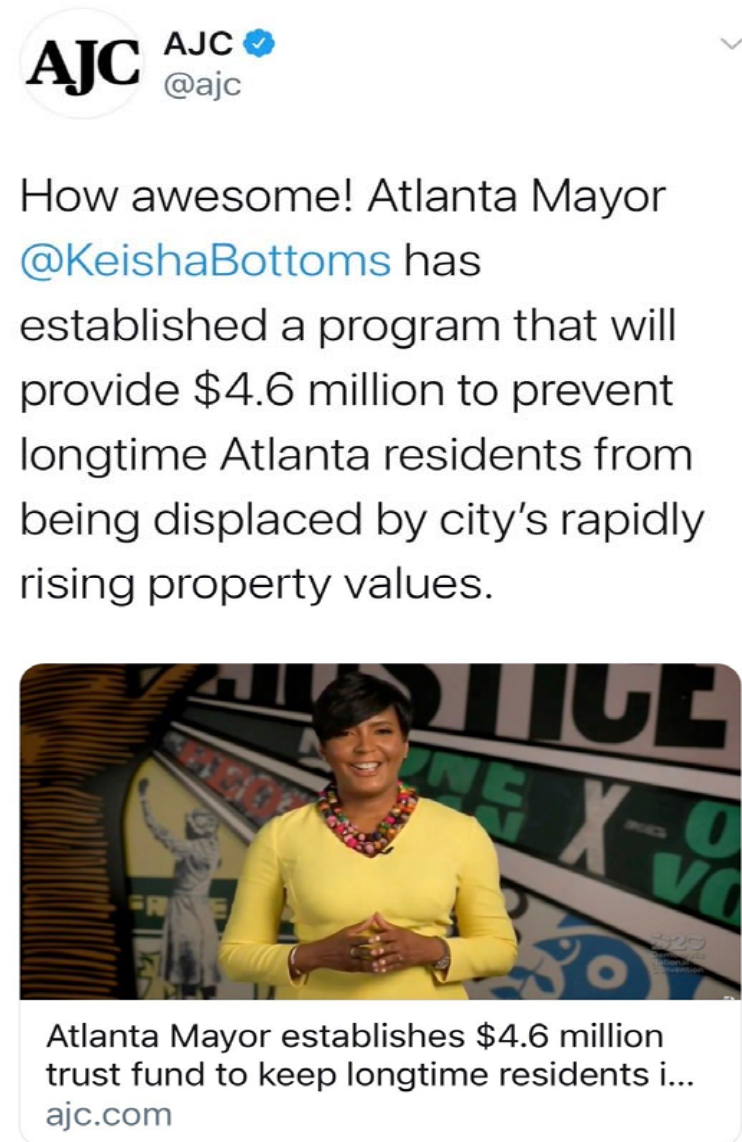 AJC
AJC
@ajc
How awesome! Atlanta Mayor
@KeishaBottoms has
established a program that will
provide $4.6 million to prevent
longtime Atlanta residents from
being displaced by city's rapidly
rising property values.
Atlanta Mayor establishes $4.6 million
trust fund to keep longtime residents i...
ajc.com